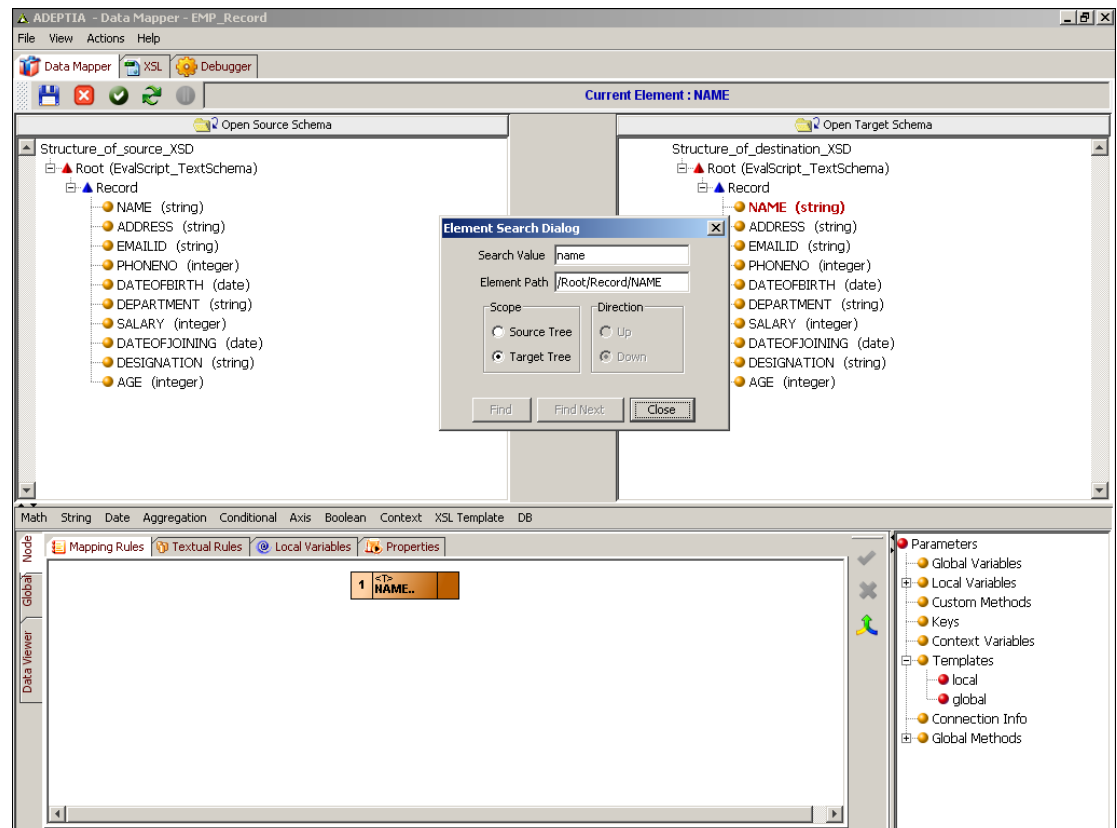 ADEPTIA - Data Mapper - EMP_Record
File View Actions Help
Data Mapper XSL Debugger
Current Element : NAME
Open Source Schema
Open Target Schema
Structure_of_source_XSD
Root (EvalScript_TextSchema)
Record
NAME (string)
ADDRESS (string)
EMAILID (string)
PHONENO (integer)
DATEOFBIRTH (date)
DEPARTMENT (string)
SALARY (integer)
DATEOFJOINING (date)
DESIGNATION (string)
AGE (integer)
Structure_of_destination_XSD
Root (EvalScript_TextSchema)
Record
NAME (string)
ADDRESS (string)
EMAILID (string)
PHONENO (integer)
DATEOFBIRTH (date)
DEPARTMENT (string)
SALARY (integer)
DATEOFJOINING (date)
DESIGNATION (string)
AGE (integer)
Element Search Dialog
Search Value name
Element Path /Root/Record/NAME
Scope
Source Tree
Target Tree
Direction
Up
Down
Find Find Next Close
Math String Date Aggregation Conditional Axis Boolean Context XSL Template DB
Node
Global
Data Viewer
Mapping Rules Textual Rules Local Variables Properties
1 <T>
NAME..
Parameters
Global Variables
Local Variables
Custom Methods
Keys
Context Variables
Templates
local
global
Connection Info
Global Methods